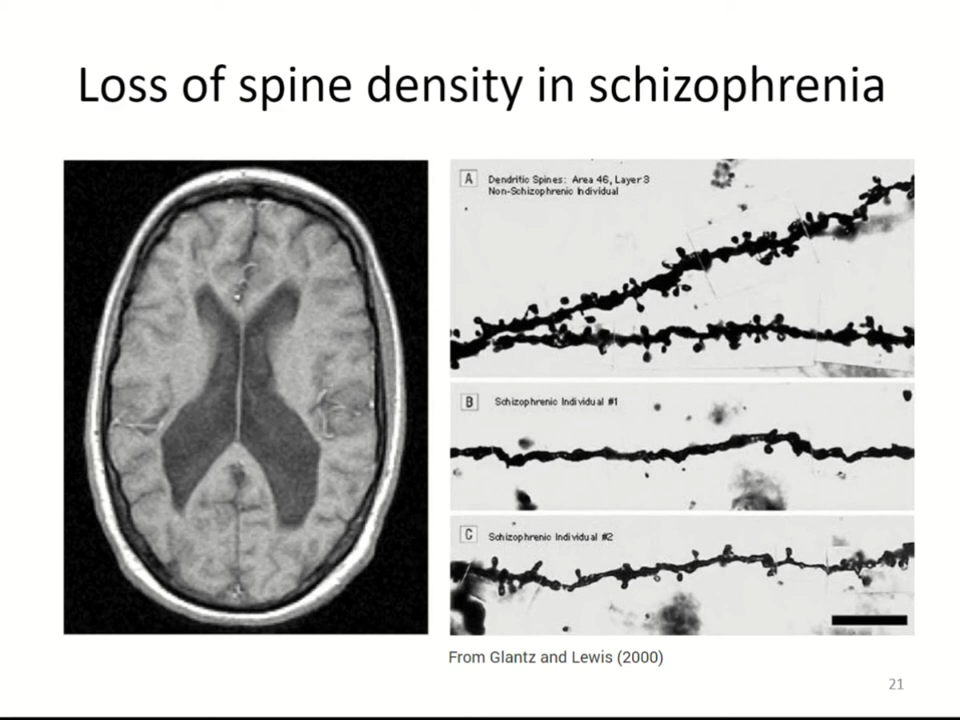 Loss of spine density in schizophrenia
A
Dendritic Spines: Area 46, Layer 3
Non-Schizophrenic Individual
B
Schizophrenic Individual #1
C
Schizophrenic Individual #2
From Glantz and Lewis (2000)
21